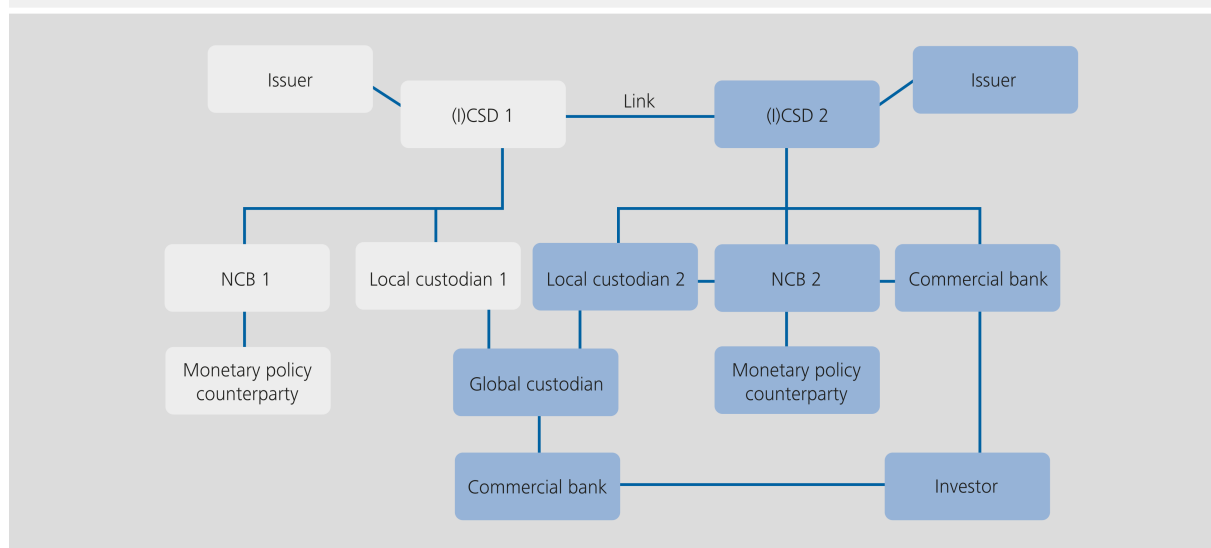 Issuer
Issuer
(I)CSD 1
Link
(I)CSD 2
NCB 1
Local custodian 1
Local custodian 2
NCB 2
Commercial bank
Monetary policy
counterparty
Global custodian
Monetary policy
counterparty
Commercial bank
Investor